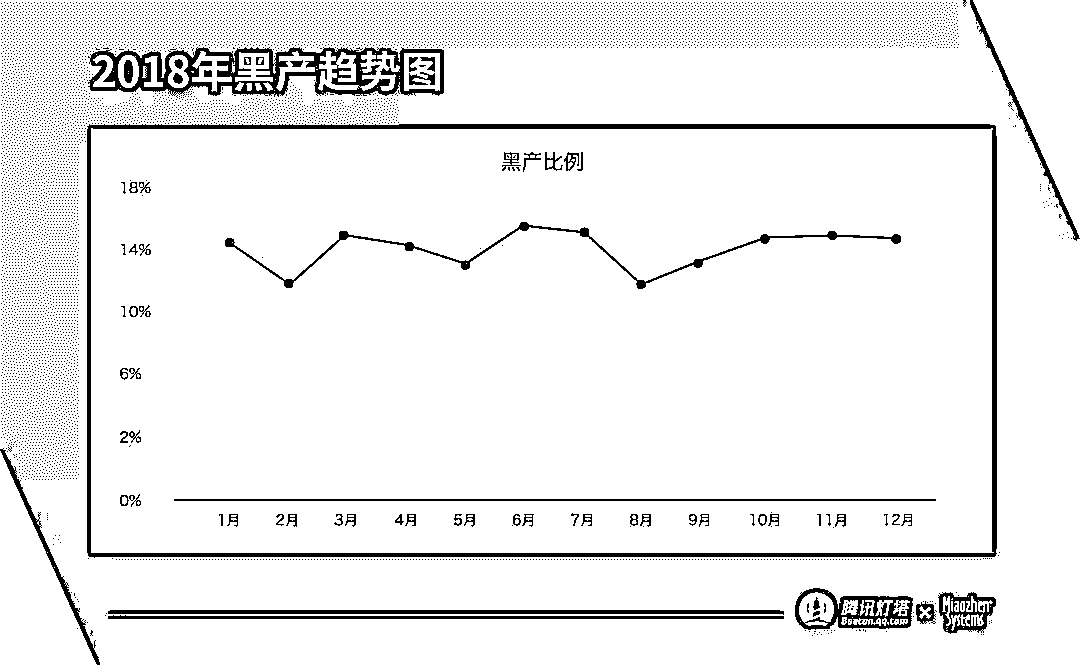 2018年黑产趋势图
黑产比例
18%
14%
10%
6%
2%
0%
1月 2月 3月 4月 5月 6月 7月 8月 9月 10月 11月 12月
腾讯灯塔
Beacon.qq.com
×
Miaozhen
Systems